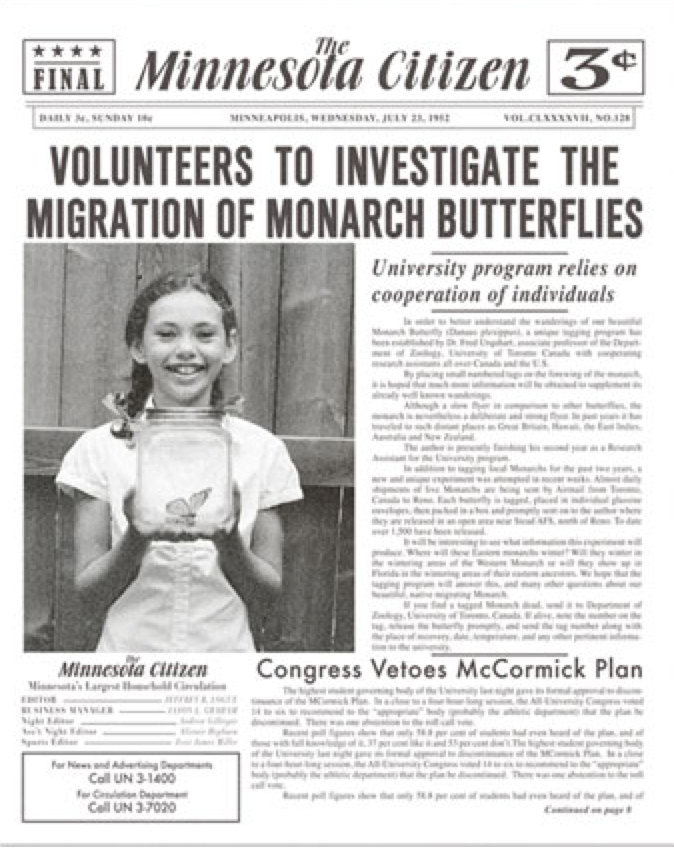 ★★★★
FINAL
The
Minnesota Citizen
3¢
DAILY 3c, SUNDAY 10c
MINNEAPOLIS, WEDNESDAY, JULY 23, 1952
VOL.CLXXXXVII, NO.128
VOLUNTEERS TO INVESTIGATE THE
MIGRATION OF MONARCH BUTTERFLIES
University program relies on
cooperation of individuals
In order to better understand the wanderings of our beautiful
Monarch Butterfly (Danaus plexippus), a unique tagging program has
been established by Dr. Fred Urquhart, associate professor of the Depart-
ment of Zoology, University of Toronto Canada with cooperating
research assistants all over Canada and the U.S.
By placing small numbered tags on the forewing of the monarch,
it is hoped that much more information will be obtained to supplement its
already well known wanderings.
Although a slow flyer in comparison to other butterflies, the
monarch is nevertheless a deliberate and strong flyer. In past years it has
traveled to such distant places as Great Britain, Hawaii, the East Indies,
Australia and New Zealand.
The author is presently finishing his second year as a Research
Assistant for the University program.
In addition to tagging local Monarchs for the past two years, a
new and unique experiment was attempted in recent weeks. Almost daily
shipments of live Monarchs are being sent by Airmail from Toronto,
Canada to Reno. Each butterfly is tagged, placed in individual glassine
envelopes, then packed in a box and promptly sent on to the author where
they are released in an open area near Stead AFS, north of Reno. To date
over 1,500 have been released.
It will be interesting to see what information this experiment will
produce. Where will these Eastern monarchs winter? Will they winter in
the wintering areas of the Western Monarch or will they show up in
Florida in the wintering areas of their eastern ancestors. We hope that the
tagging program will answer this, and many other questions about our
beautiful, native migrating Monarch.
If you find a tagged Monarch dead, send it to Department of
Zoology, University of Toronto, Canada. If alive, note the number on the
tag, release the butterfly promptly, and send the tag number along with
the place of recovery, date, temperature, and any other pertinent informa-
tion to the university.
The
Minnesota Citizen
Minnesota's Largest Household Circulation
EDITOR
BUSINESS MANAGER
Night Editor
Ass't Night Editor
Sports Editor
For News and Advertising Departments
Call UN 3-1400
For Circulation Department
Call UN 3-7020
Congress Vetoes McCormick Plan
The highest student governing body of the University last night gave its formal approval to discon-
tinuance of the MCormick Plan. In a close to a four-hour long session, the All-University Congress voted
14 to six to recommend to the "appropriate" body (probably the athletic department) that the plan be
discontinued. There was one abstention to the roll call vote.
Recent poll figures show that only 58.8 per cent of students had even heard of the plan, and of
those with full knowledge of it, 37 per cent like it and 53 per cent don't The highest student governing body
of the University last night gave its formal approval to discontinuance of the MCormick Plan. In a close
to a four-hour long session, the All-University Congress voted 14 to six to recommend to the "appropriate"
body (probably the athletic department) that the plan be discontinued. There was one abstention to the roll
call vote.
Recent poll figures show that only 58.8 per cent of students had even heard of the plan, and of
Continued on page 8